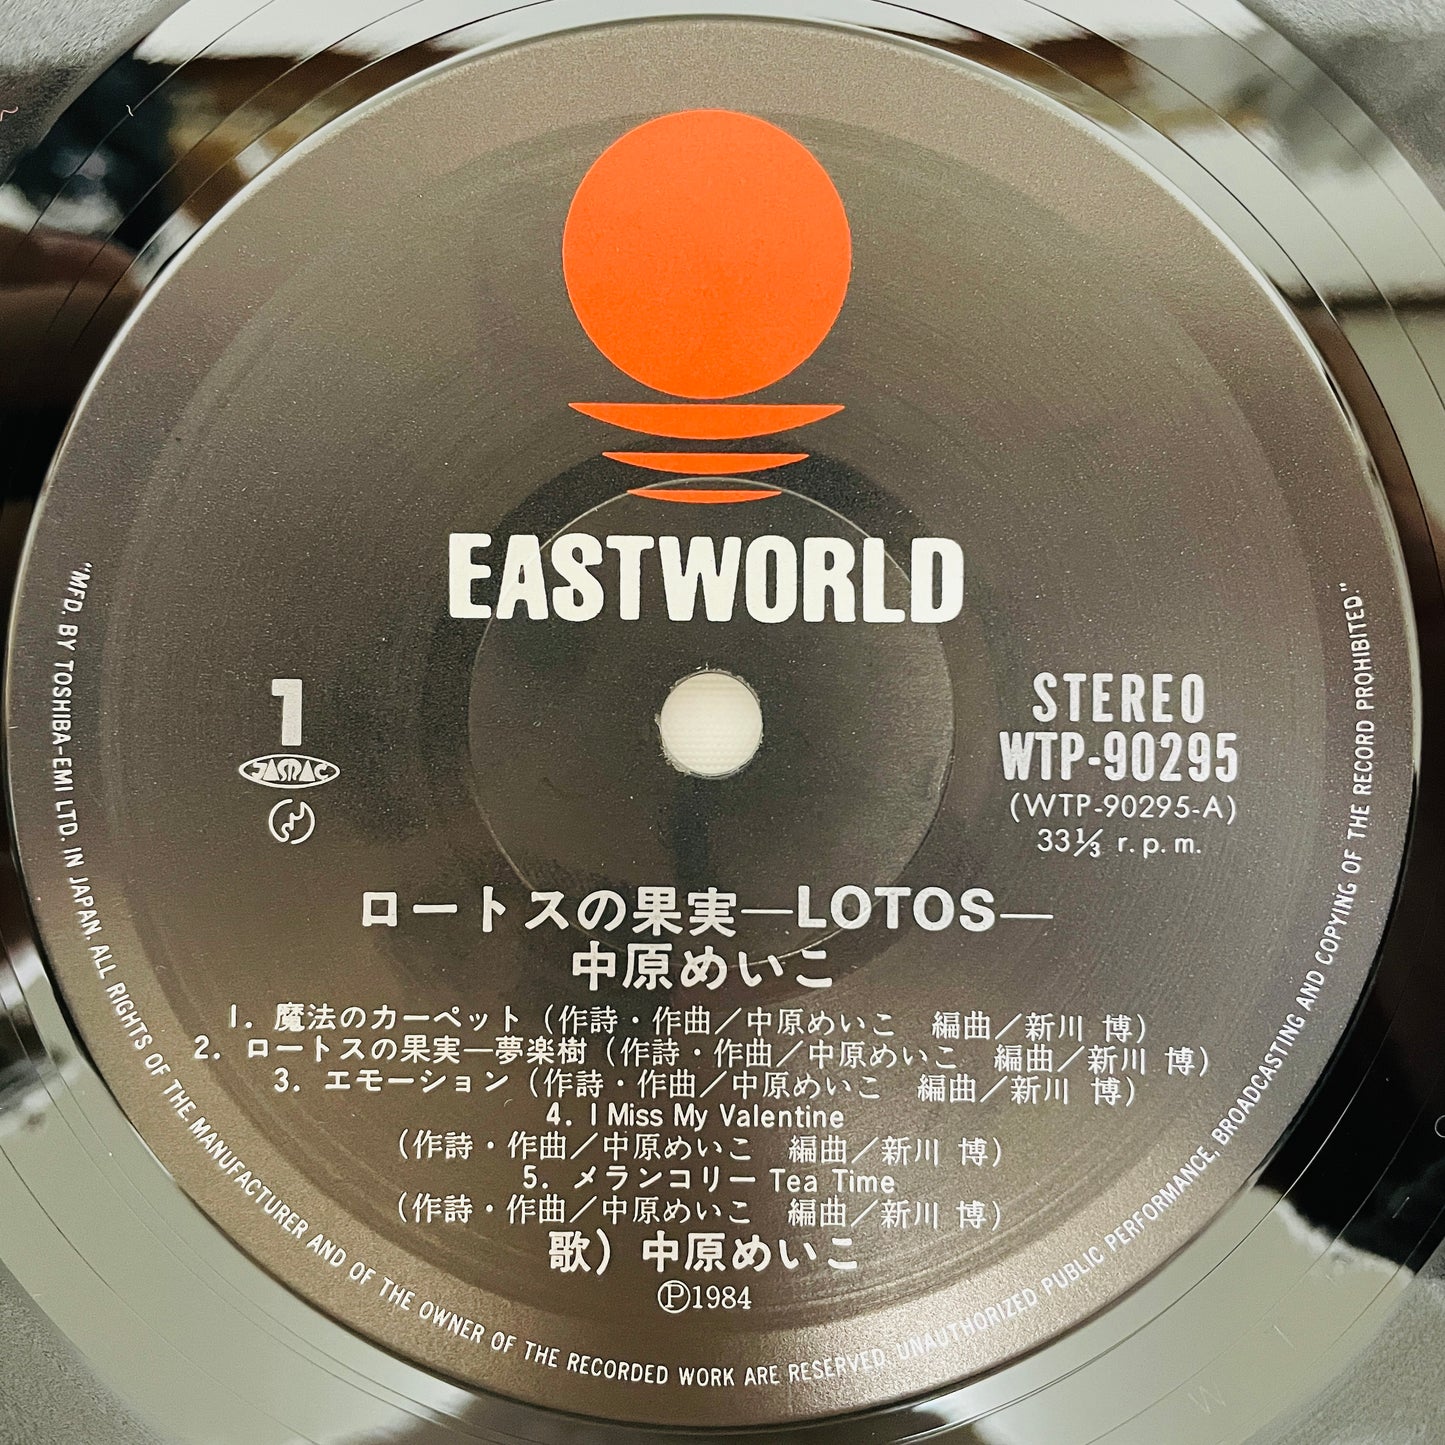 EASTWORLD
1
JASRAC
STEREO
WTP-90295
(WTP-90295-A)
33⅓ r.p.m.
ロートスの果実—LOTOS—
中原めいこ
1. 魔法のカーペット（作詩・作曲／中原めいこ　編曲／新川 博）
2. ロートスの果実—夢楽樹（作詩・作曲／中原めいこ　編曲／新川 博）
3. エモーション（作詩・作曲／中原めいこ　編曲／新川 博）
4. I Miss My Valentine
（作詩・作曲／中原めいこ　編曲／新川 博）
5. メランコリー Tea Time
（作詩・作曲／中原めいこ　編曲／新川 博）
歌）中原めいこ
Ⓟ1984
"MFD. BY TOSHIBA-EMI LTD. IN JAPAN. ALL RIGHTS OF THE MANUFACTURER AND OF THE OWNER OF THE RECORDED WORK ARE RESERVED. UNAUTHORIZED PUBLIC PERFORMANCE, BROADCASTING AND COPYING OF THE RECORD PROHIBITED."